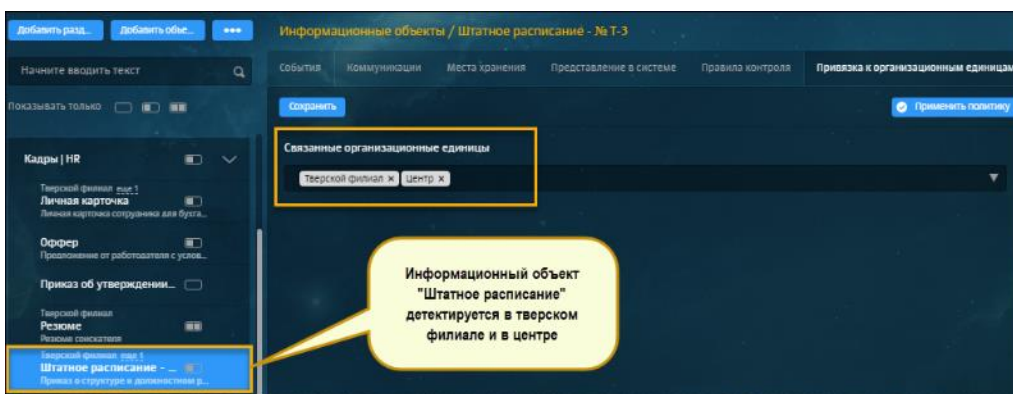 Добавить разд...
Добавить объе...
Информационные объекты / Штатное расписание - № Т-3
Начните вводить текст
События
Коммуникации
Места хранения
Представление в системе
Правила контроля
Привязка к организационным единицам
Показывать только
Сохранить
Применить политику
Связанные организационные единицы
Тверской филиал × Центр ×
Кадры | HR
Тверской филиал еще 1
Личная карточка
Личная карточка сотрудника для бухга...
Оффер
Предложение от работодателя с услов...
Приказ об утверждении...
Тверской филиал
Резюме
Резюме соискателя
Тверской филиал еще 1
Штатное расписание - ...
Приказ о структуре и должностном р...
Информационный объект
"Штатное расписание"
детектируется в тверском
филиале и в центре